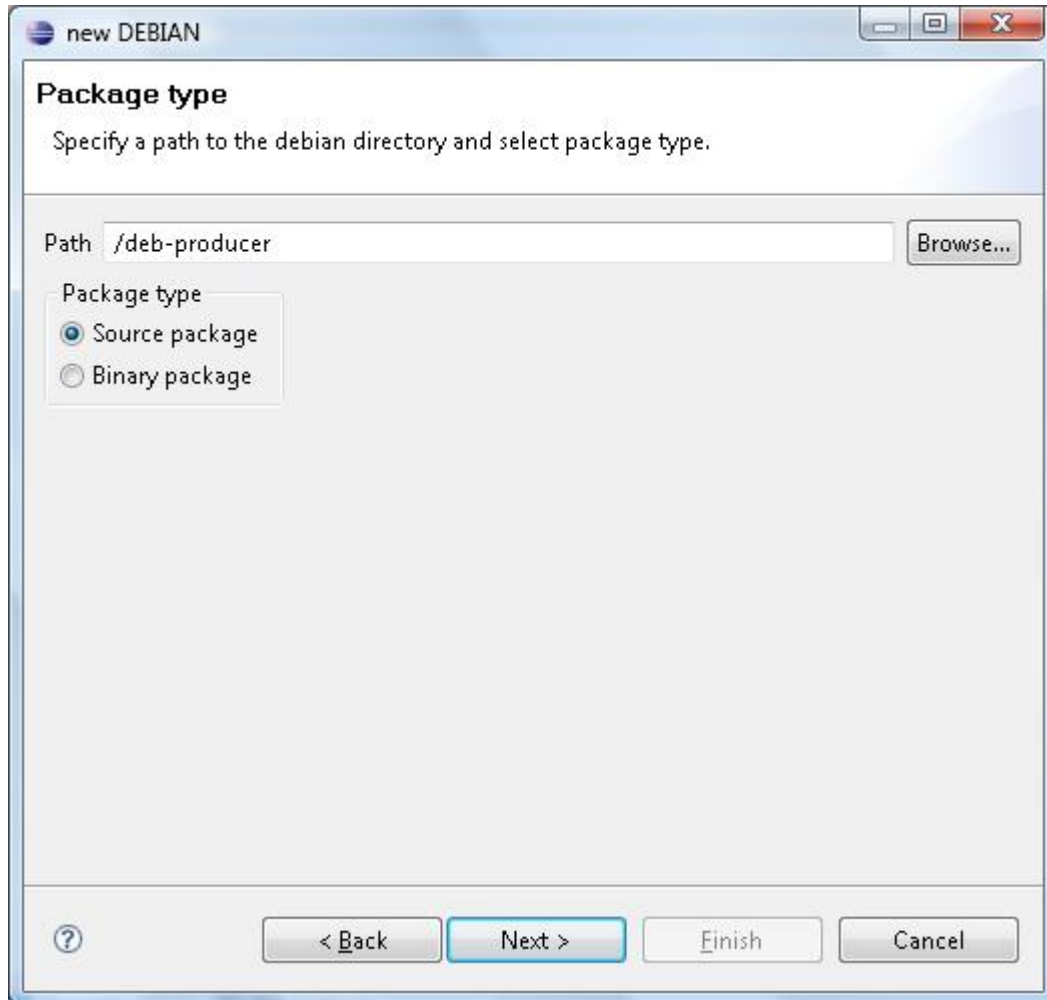 new DEBIAN
Package type
Specify a path to the debian directory and select package type.
Path /deb-producer Browse...
Package type
Source package
Binary package
? < Back Next > Finish Cancel